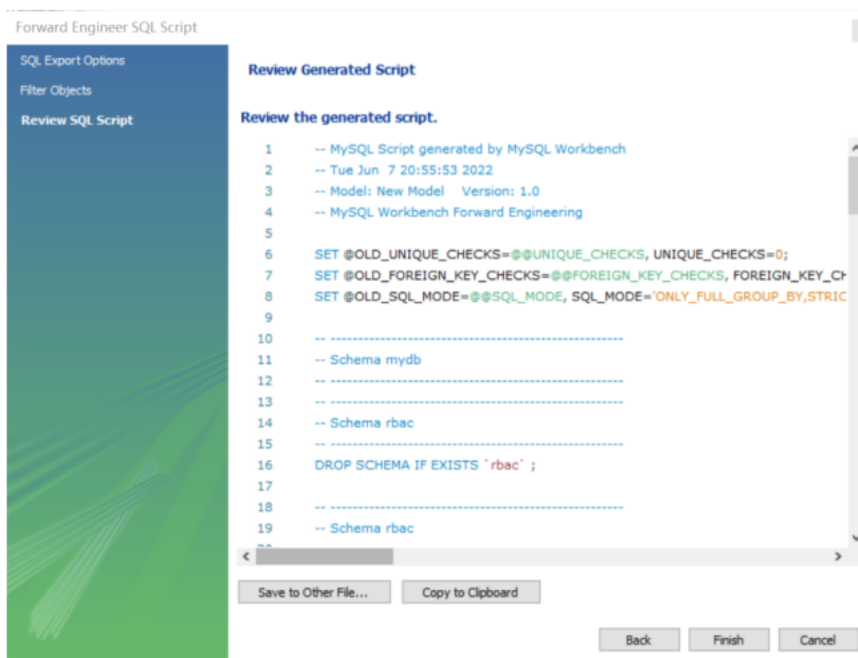 Forward Engineer SQL Script
SQL Export Options
Filter Objects
Review SQL Script
Review Generated Script
Review the generated script.
1 -- MySQL Script generated by MySQL Workbench
2 -- Tue Jun  7 20:55:53 2022
3 -- Model: New Model    Version: 1.0
4 -- MySQL Workbench Forward Engineering
5
6 SET @OLD_UNIQUE_CHECKS=@@UNIQUE_CHECKS, UNIQUE_CHECKS=0;
7 SET @OLD_FOREIGN_KEY_CHECKS=@@FOREIGN_KEY_CHECKS, FOREIGN_KEY_CH
8 SET @OLD_SQL_MODE=@@SQL_MODE, SQL_MODE='ONLY_FULL_GROUP_BY,STRIC
9
10 -- -----------------------------------------------------
11 -- Schema mydb
12 -- -----------------------------------------------------
13 -- -----------------------------------------------------
14 -- Schema rbac
15 -- -----------------------------------------------------
16 DROP SCHEMA IF EXISTS `rbac` ;
17
18 -- -----------------------------------------------------
19 -- Schema rbac
Save to Other File... Copy to Clipboard
Back Finish Cancel